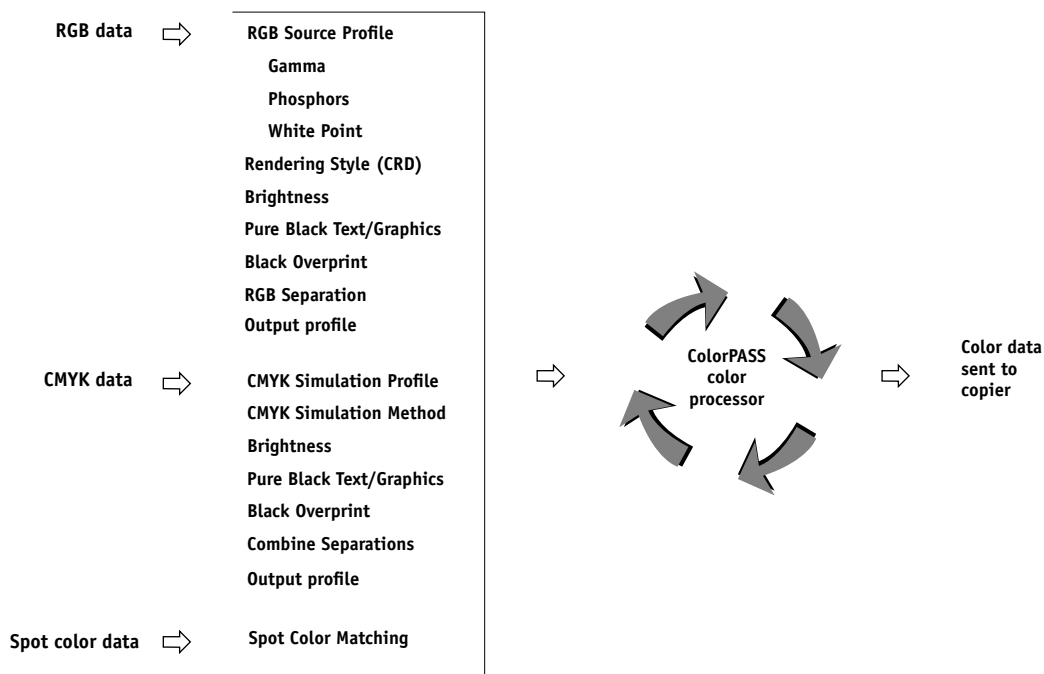 RGB data
RGB Source Profile
Gamma
Phosphors
White Point
Rendering Style (CRD)
Brightness
Pure Black Text/Graphics
Black Overprint
RGB Separation
Output profile
CMYK data
CMYK Simulation Profile
CMYK Simulation Method
Brightness
Pure Black Text/Graphics
Black Overprint
Combine Separations
Output profile
Spot color data
Spot Color Matching
ColorPASS
color
processor
Color data
sent to
copier